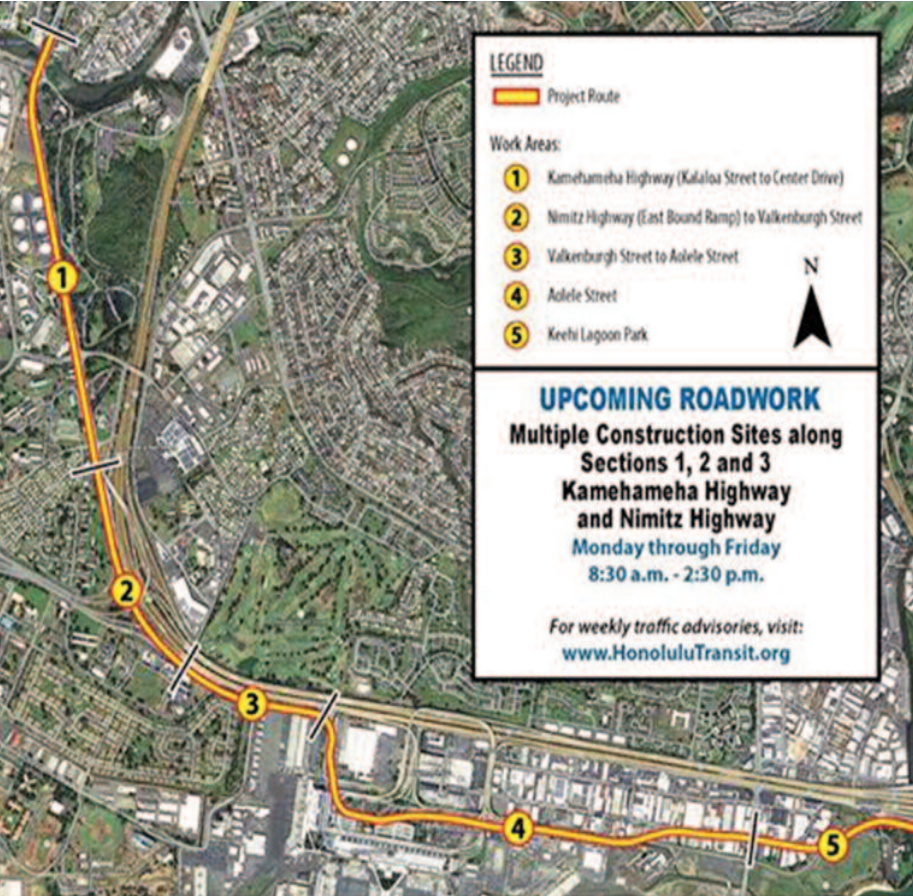 LEGEND
Project Route
Work Areas:
1 Kamehameha Highway (Kalaloa Street to Center Drive)
2 Nimitz Highway (East Bound Ramp) to Valkenburgh Street
3 Valkenburgh Street to Aolele Street
4 Aolele Street
5 Keehi Lagoon Park
N
UPCOMING ROADWORK
Multiple Construction Sites along
Sections 1, 2 and 3
Kamehameha Highway
and Nimitz Highway
Monday through Friday
8:30 a.m. - 2:30 p.m.
For weekly traffic advisories, visit:
www.HonoluluTransit.org
1
2
3
4
5